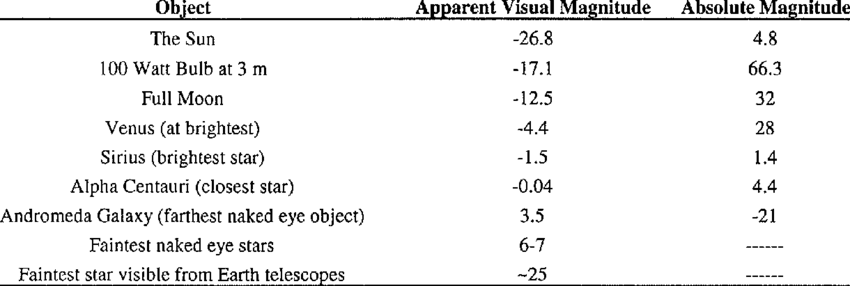 Object Apparent Visual Magnitude Absolute Magnitude
The Sun -26.8 4.8
100 Watt Bulb at 3 m -17.1 66.3
Full Moon -12.5 32
Venus (at brightest) -4.4 28
Sirius (brightest star) -1.5 1.4
Alpha Centauri (closest star) -0.04 4.4
Andromeda Galaxy (farthest naked eye object) 3.5 -21
Faintest naked eye stars 6-7 ------
Faintest star visible from Earth telescopes ~25 ------